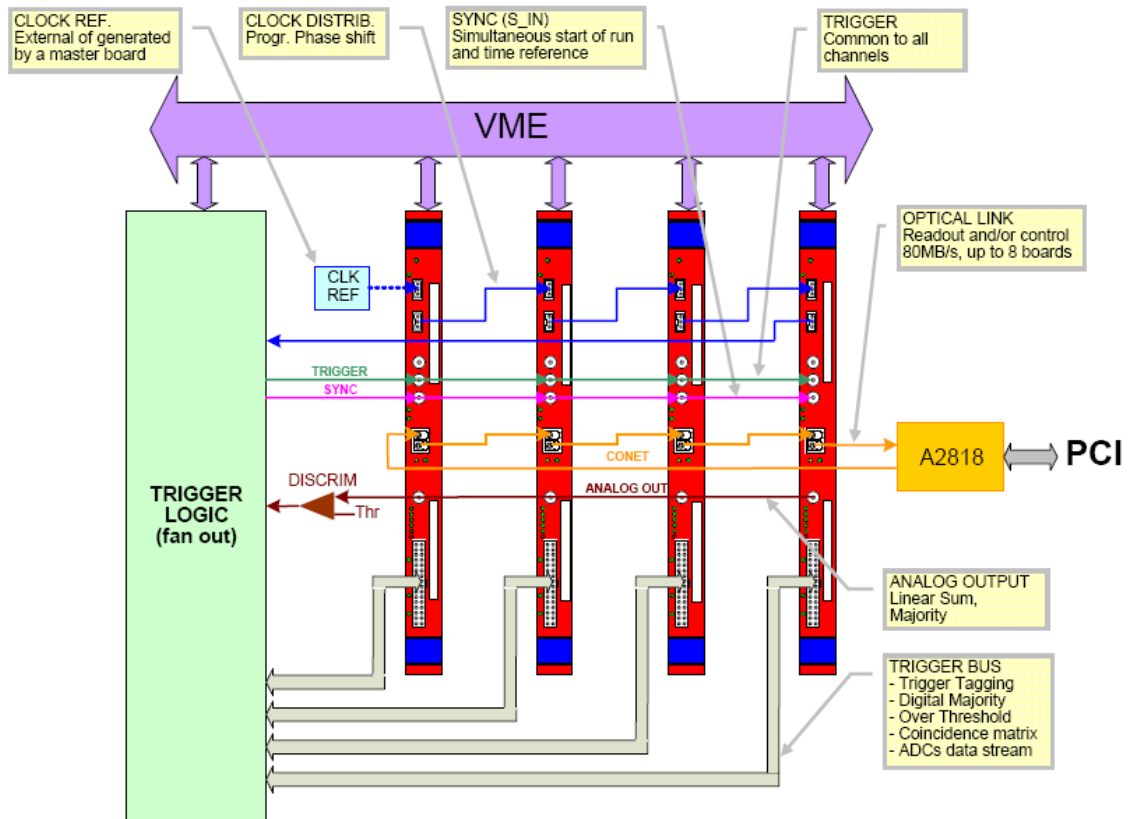 CLOCK REF.
External of generated
by a master board
CLOCK DISTRIB.
Progr. Phase shift
SYNC (S_IN)
Simultaneous start of run
and time reference
TRIGGER
Common to all
channels
VME
OPTICAL LINK
Readout and/or control
80MB/s, up to 8 boards
CLK
REF
TRIGGER
SYNC
CONET
A2818
PCI
ANALOG OUT
DISCRIM
Thr
TRIGGER
LOGIC
(fan out)
ANALOG OUTPUT
Linear Sum,
Majority
TRIGGER BUS
- Trigger Tagging
- Digital Majority
- Over Threshold
- Coincidence matrix
- ADCs data stream